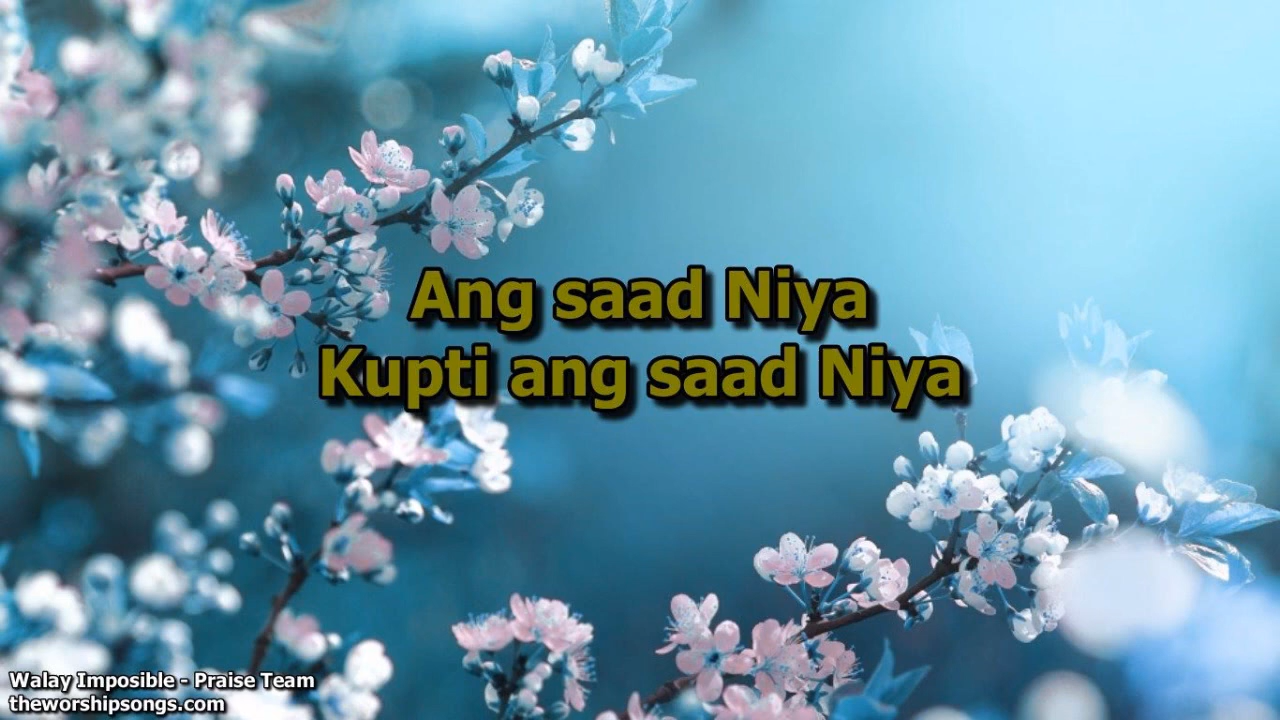 Ang saad Niya
Kupti ang saad Niya
Walay Imposible - Praise Team
theworshipsongs.com